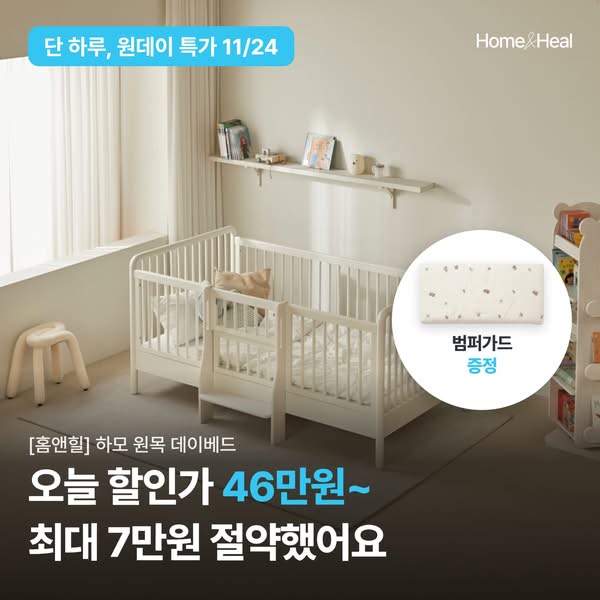 단 하루, 원데이 특가 11/24
Home&Heal
범퍼가드
증정
[홈앤힐] 하모 원목 데이베드
오늘 할인가 46만원~
최대 7만원 절약했어요